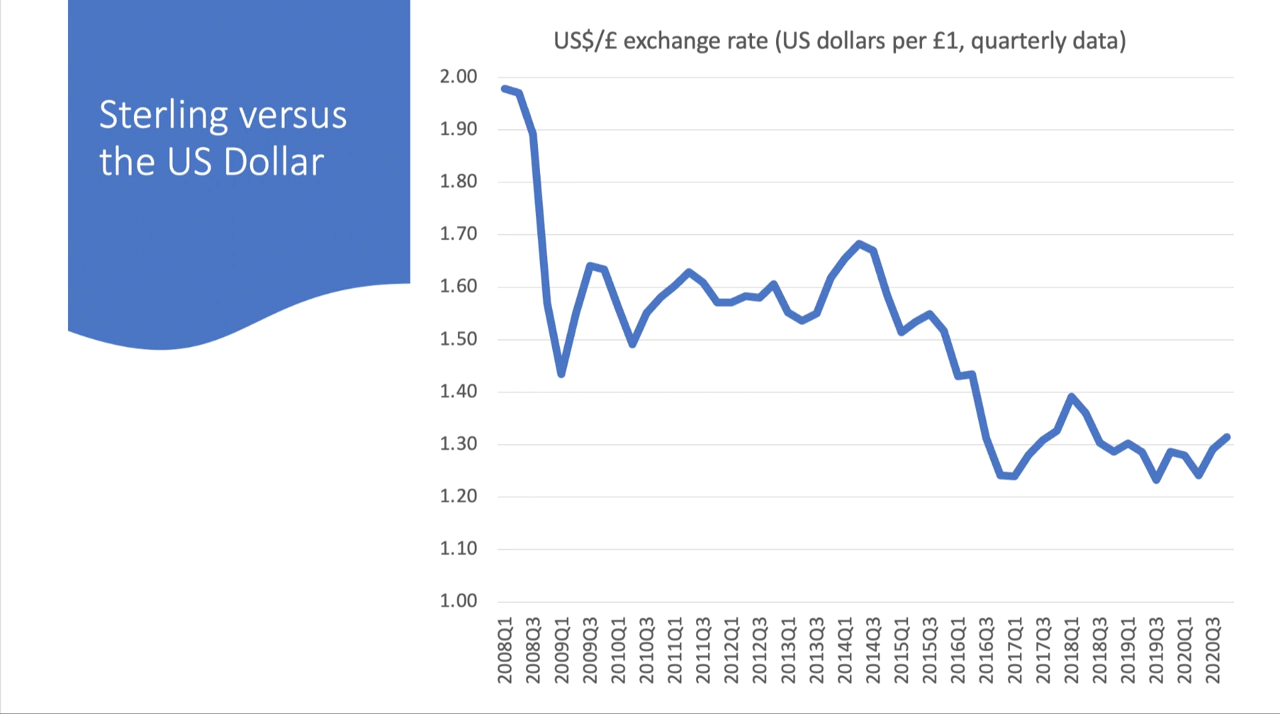 Sterling versus
the US Dollar
US$/£ exchange rate (US dollars per £1, quarterly data)
2.00
1.90
1.80
1.70
1.60
1.50
1.40
1.30
1.20
1.10
1.00
2008Q1
2008Q3
2009Q1
2009Q3
2010Q1
2010Q3
2011Q1
2011Q3
2012Q1
2012Q3
2013Q1
2013Q3
2014Q1
2014Q3
2015Q1
2015Q3
2016Q1
2016Q3
2017Q1
2017Q3
2018Q1
2018Q3
2019Q1
2019Q3
2020Q1
2020Q3